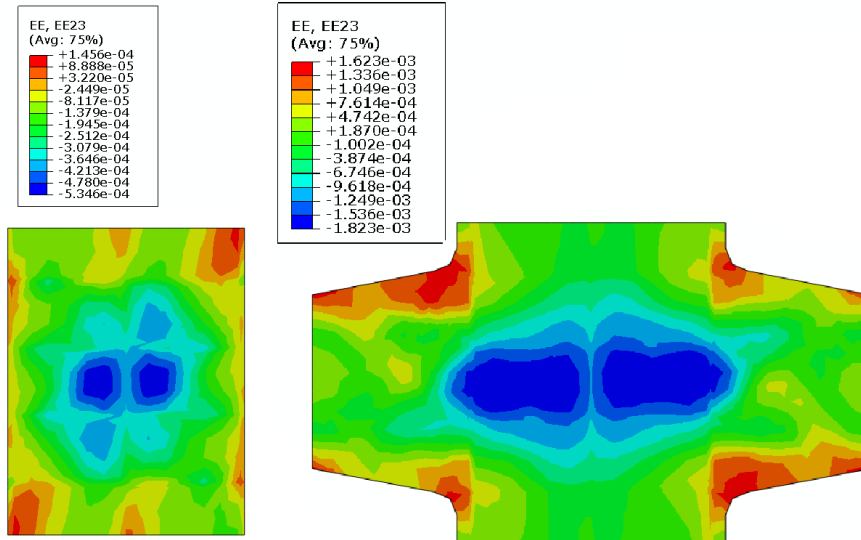 EE, EE23
(Avg: 75%)
+1.456e-04
+8.888e-05
+3.220e-05
-2.449e-05
-8.117e-05
-1.379e-04
-1.945e-04
-2.512e-04
-3.079e-04
-3.646e-04
-4.213e-04
-4.780e-04
-5.346e-04
EE, EE23
(Avg: 75%)
+1.623e-03
+1.336e-03
+1.049e-03
+7.614e-04
+4.742e-04
+1.870e-04
-1.002e-04
-3.874e-04
-6.746e-04
-9.618e-04
-1.249e-03
-1.536e-03
-1.823e-03